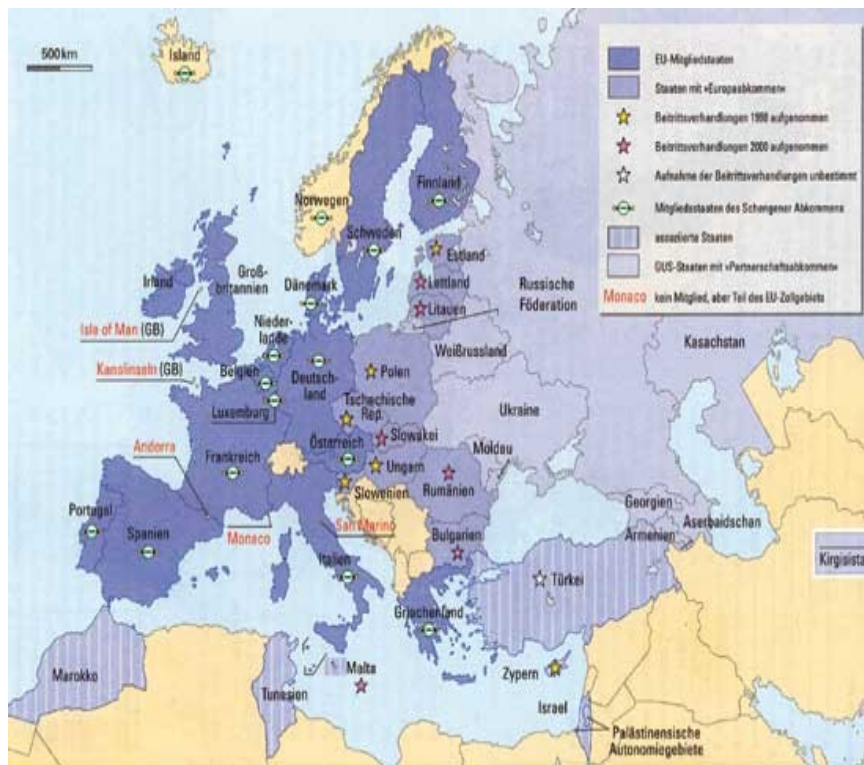 500km
Island
EU-Mitgliedstaaten
Staaten mit »Europaabkommen«
Beitrittsverhandlungen 1998 aufgenommen
Beitrittsverhandlungen 2000 aufgenommen
Aufnahme der Beitrittsverhandlungen unbestimmt
Mitgliedstaaten des Schengener Abkommens
assoziierte Staaten
GUS-Staaten mit »Partnerschaftsabkommen«
Monaco kein Mitglied, aber Teil des EU-Zollgebiets
Finnland
Norwegen
Schweden
Estland
Lettland
Litauen
Russische
Föderation
Irland
Groß-
britannien
Dänemark
Isle of Man (GB)
Nieder-
lande
Weißrussland
Kasachstan
Kanalinseln (GB)
Belgien
Deutsch-
land
Polen
Luxemburg
Tschechische
Rep.
Ukraine
Andorra
Frankreich
Österreich
Slowakei
Moldau
Ungarn
Slowenien
Rumänien
Portugal
Spanien
Monaco
San Marino
Georgien
Aserbaidschan
Armenien
Bulgarien
Italien
Kirgisista
Türkei
Griechenland
Marokko
Tunesien
Malta
Zypern
Israel
Palästinensische
Autonomiegebiete